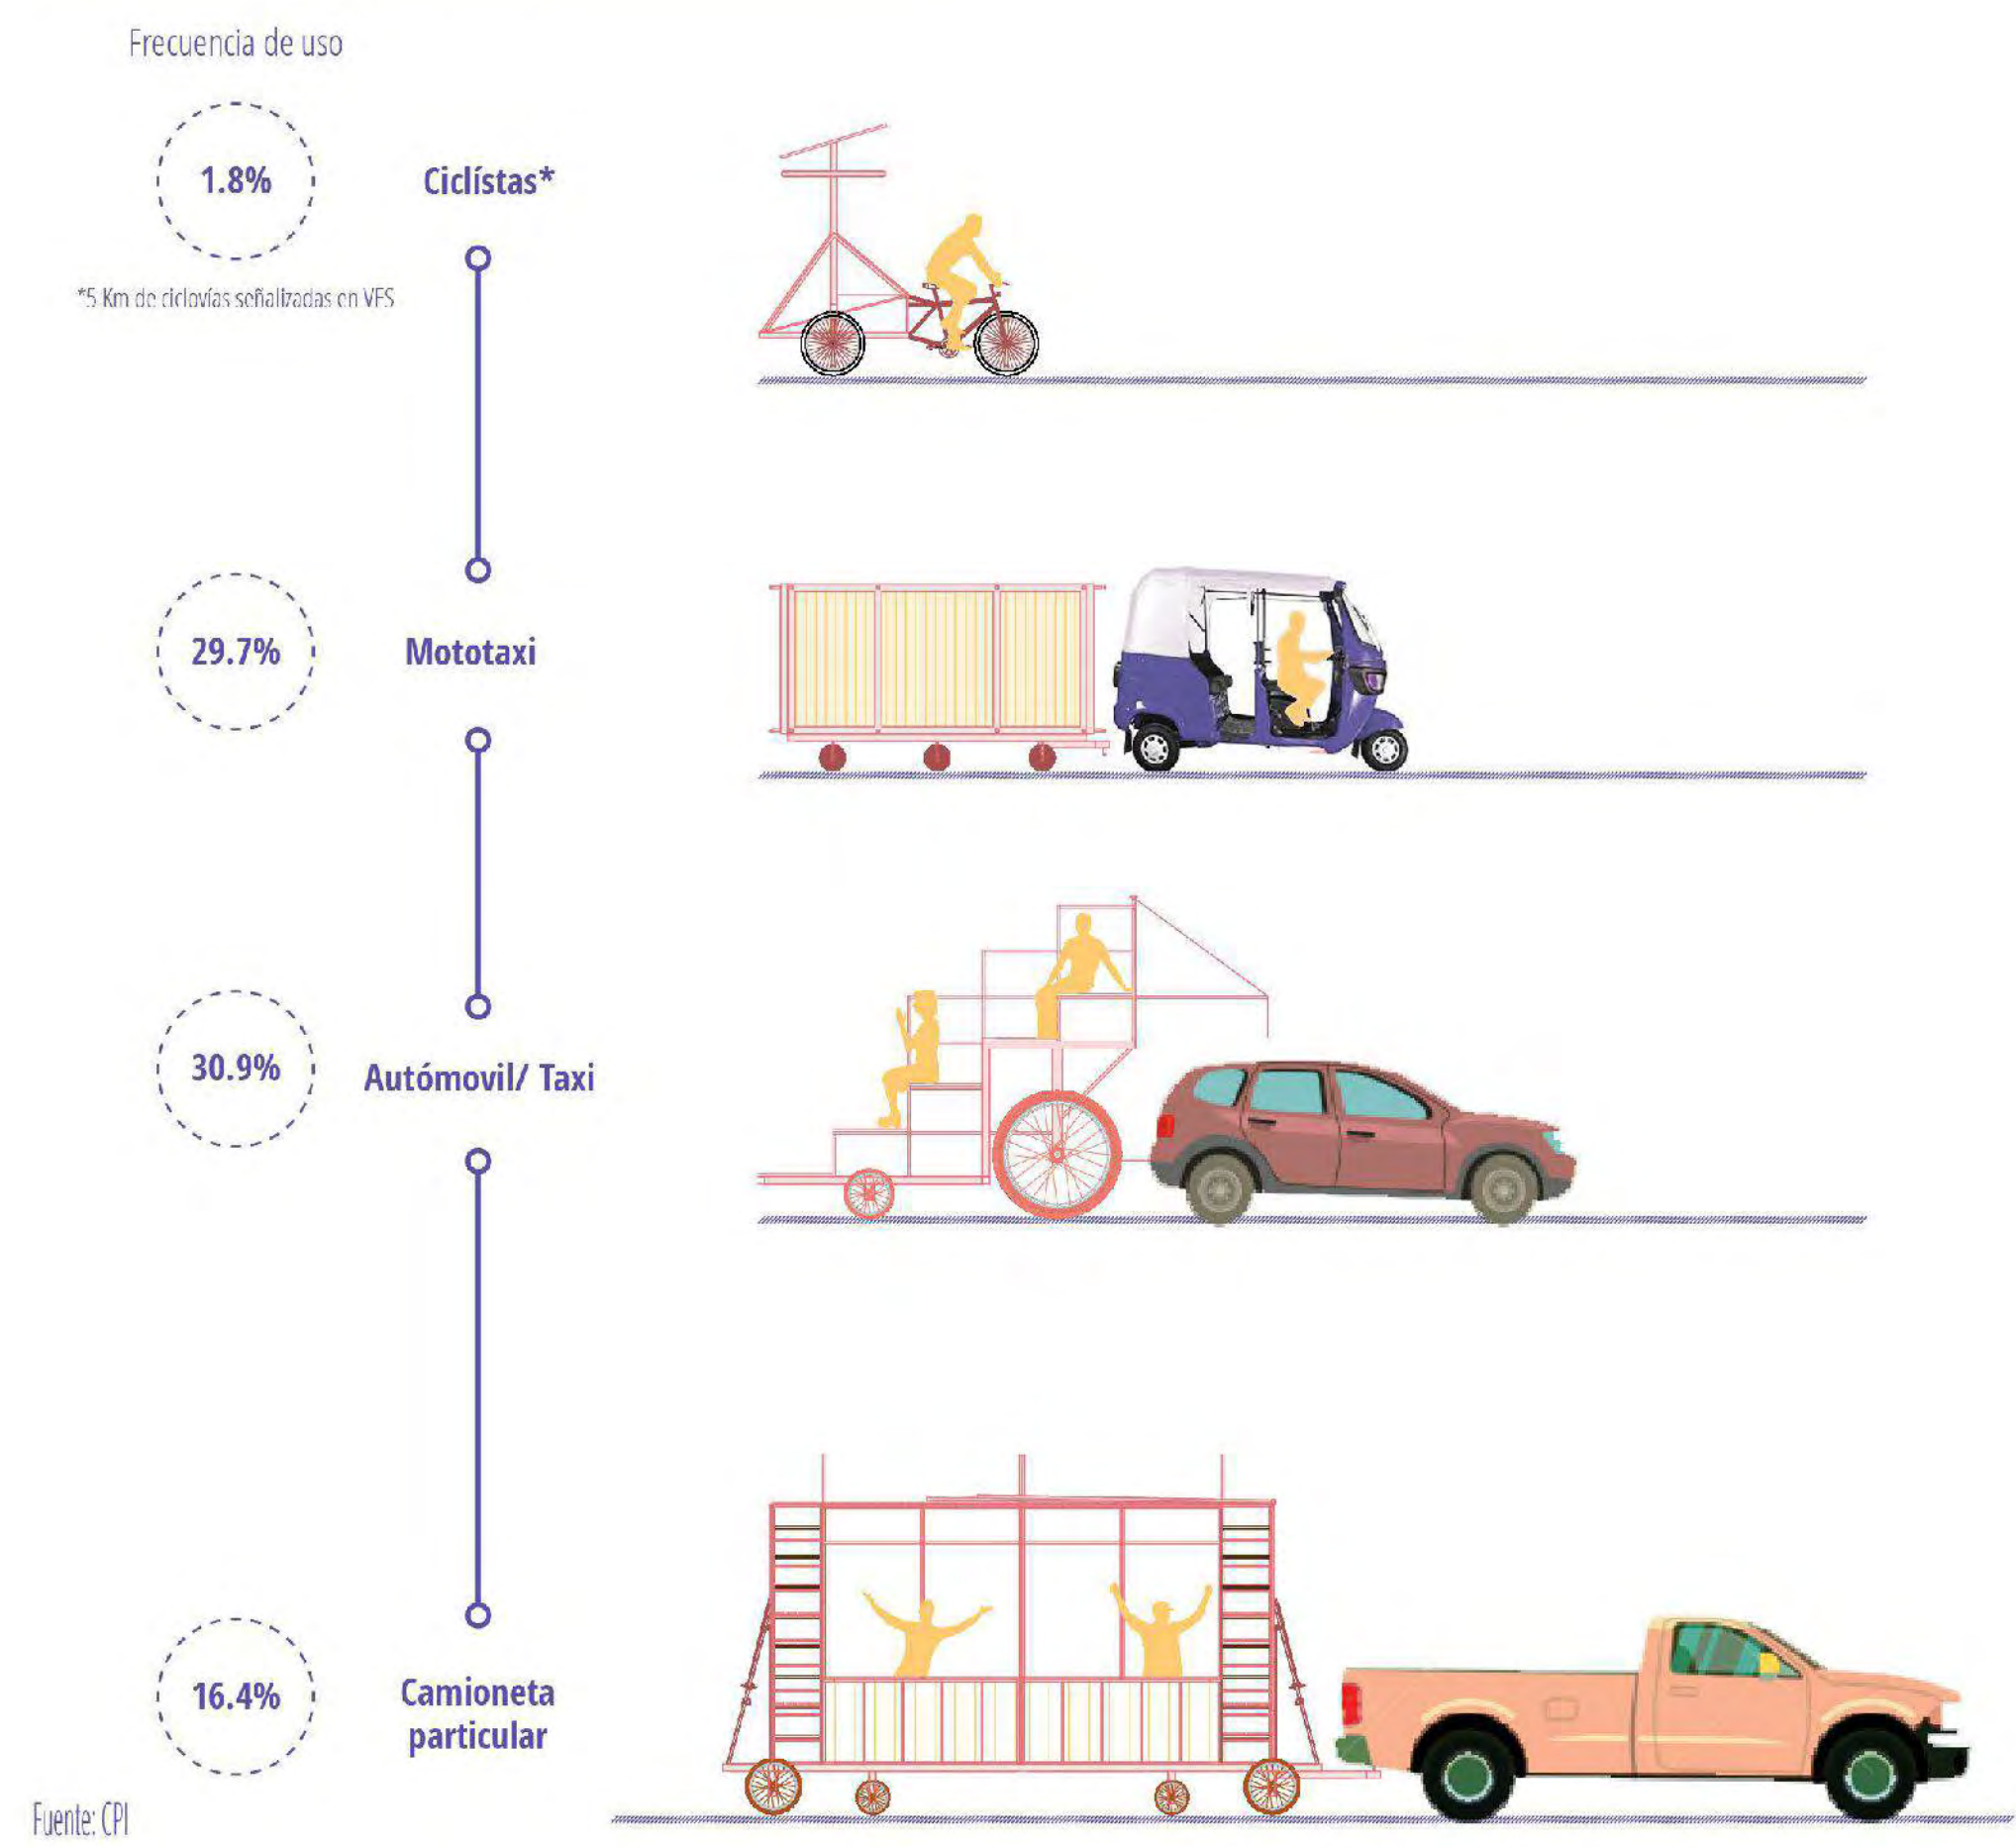 Frecuencia de uso
1.8%
Ciclístas*
*5 Km de ciclovías señalizadas en VES
29.7%
Mototaxi
30.9%
Autómovil/ Taxi
16.4%
Camioneta
particular
Fuente: CPI